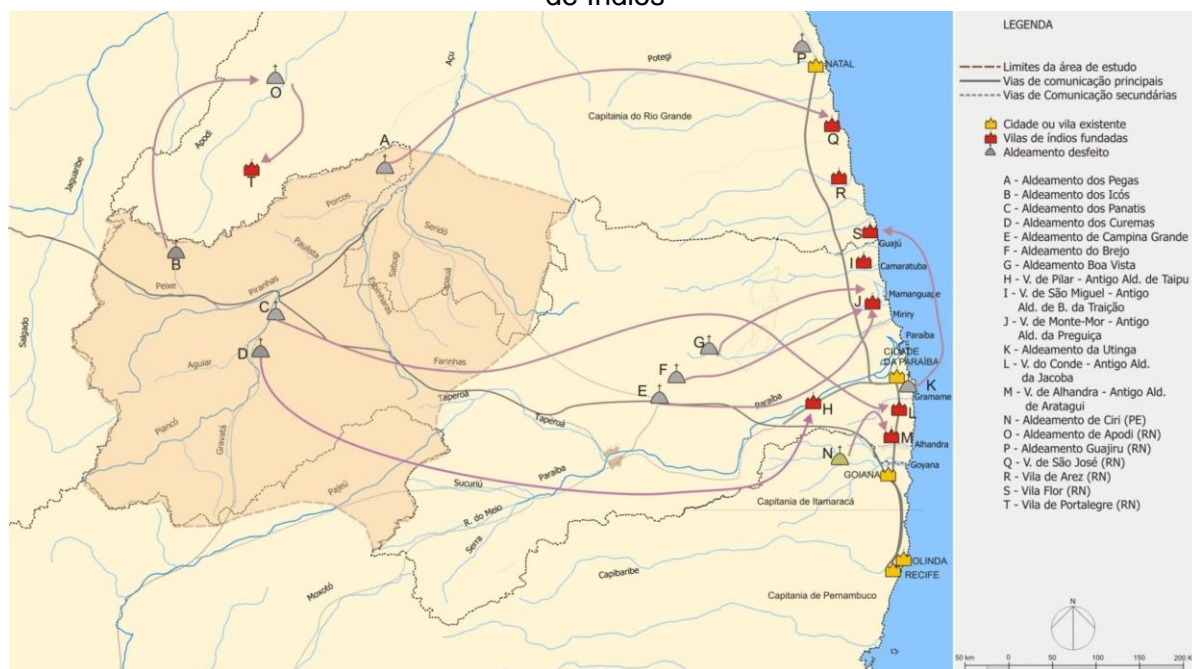 de Índios
LEGENDA
Limites da área de estudo
Vias de comunicação principais
Vias de Comunicação secundárias
Cidade ou vila existente
Vilas de índios fundadas
Aldeamento desfeito
A - Aldeamento dos Pegas
B - Aldeamento dos Icós
C - Aldeamento dos Panatis
D - Aldeamento dos Curemas
E - Aldeamento de Campina Grande
F - Aldeamento do Brejo
G - Aldeamento Boa Vista
H - V. de Pilar - Antigo Ald. de Taipu
I - V. de São Miguel - Antigo
Ald. de B. da Traição
J - V. de Monte-Mor - Antigo
Ald. da Preguiça
K - Aldeamento da Utinga
L - V. do Conde - Antigo Ald.
da Jacoba
M - V. de Alhandra - Antigo Ald.
de Aratagui
N - Aldeamento de Ciri (PE)
O - Aldeamento de Apodi (RN)
P - Aldeamento Guajiru (RN)
Q - V. de São José (RN)
R - Vila de Arez (RN)
S - Vila Flor (RN)
T - Vila de Portalegre (RN)
N
50 km
0
50
100
150
200 K
P
NATAL
O
Açu
Potegi
Capitania do Rio Grande
Q
Apodi
A
T
Jaguaribe
Porcos
R
Seridó
S
Guajú
Paulista
B
Peixe
Piranhas
Sabugi
Espinharas
I
Camaratuba
Mamanguape
J
Miriry
C
Salgado
D
Aguiar
Farinhas
G
F
Paraíba
CIDADE
DA PARAÍBA
K
Gramame
E
Taperoá
Taperoá
Paraíba
H
L
M
Alhandra
Piancó
Gravatá
N
GOIANA
Goyana
Paraíba
Sucuriú
Pajeú
R. do Meio
Capitania de Itamaracá
Serra
Capibaribe
OLINDA
RECIFE
Moxotó
Capitania de Pernambuco